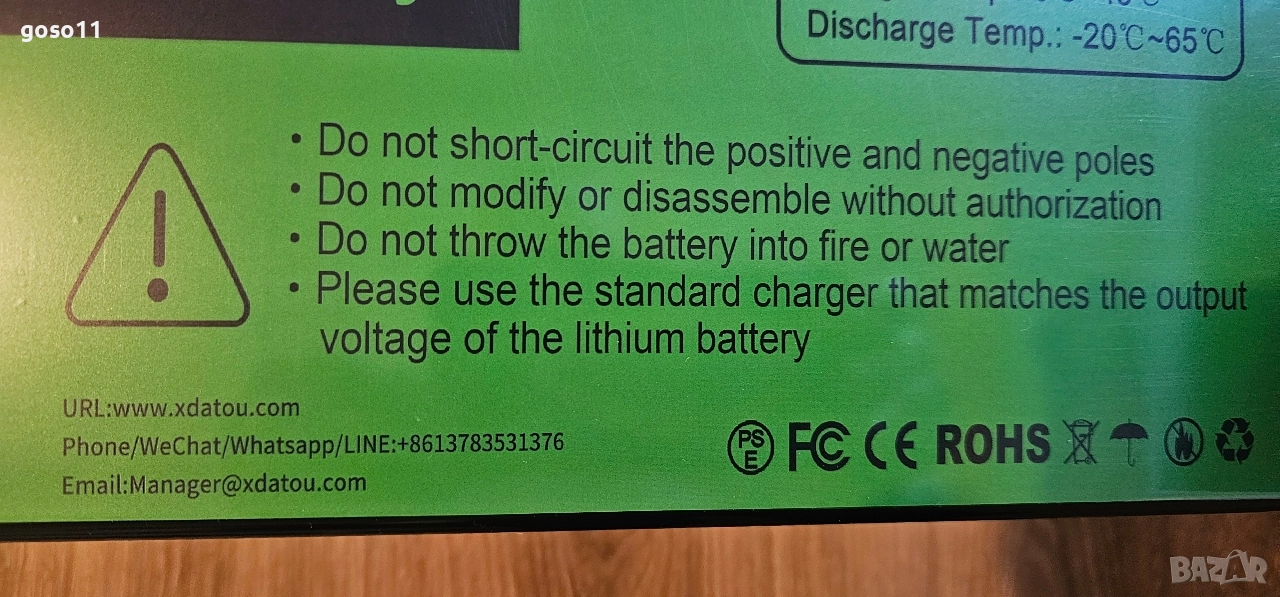 goso11
Discharge Temp.: -20℃~65℃
• Do not short-circuit the positive and negative poles
• Do not modify or disassemble without authorization
• Do not throw the battery into fire or water
• Please use the standard charger that matches the output
voltage of the lithium battery
URL:www.xdatou.com
Phone/WeChat/Whatsapp/LINE:+8613783531376
Email:Manager@xdatou.com
PS
E
FC CE ROHS
BAZAR